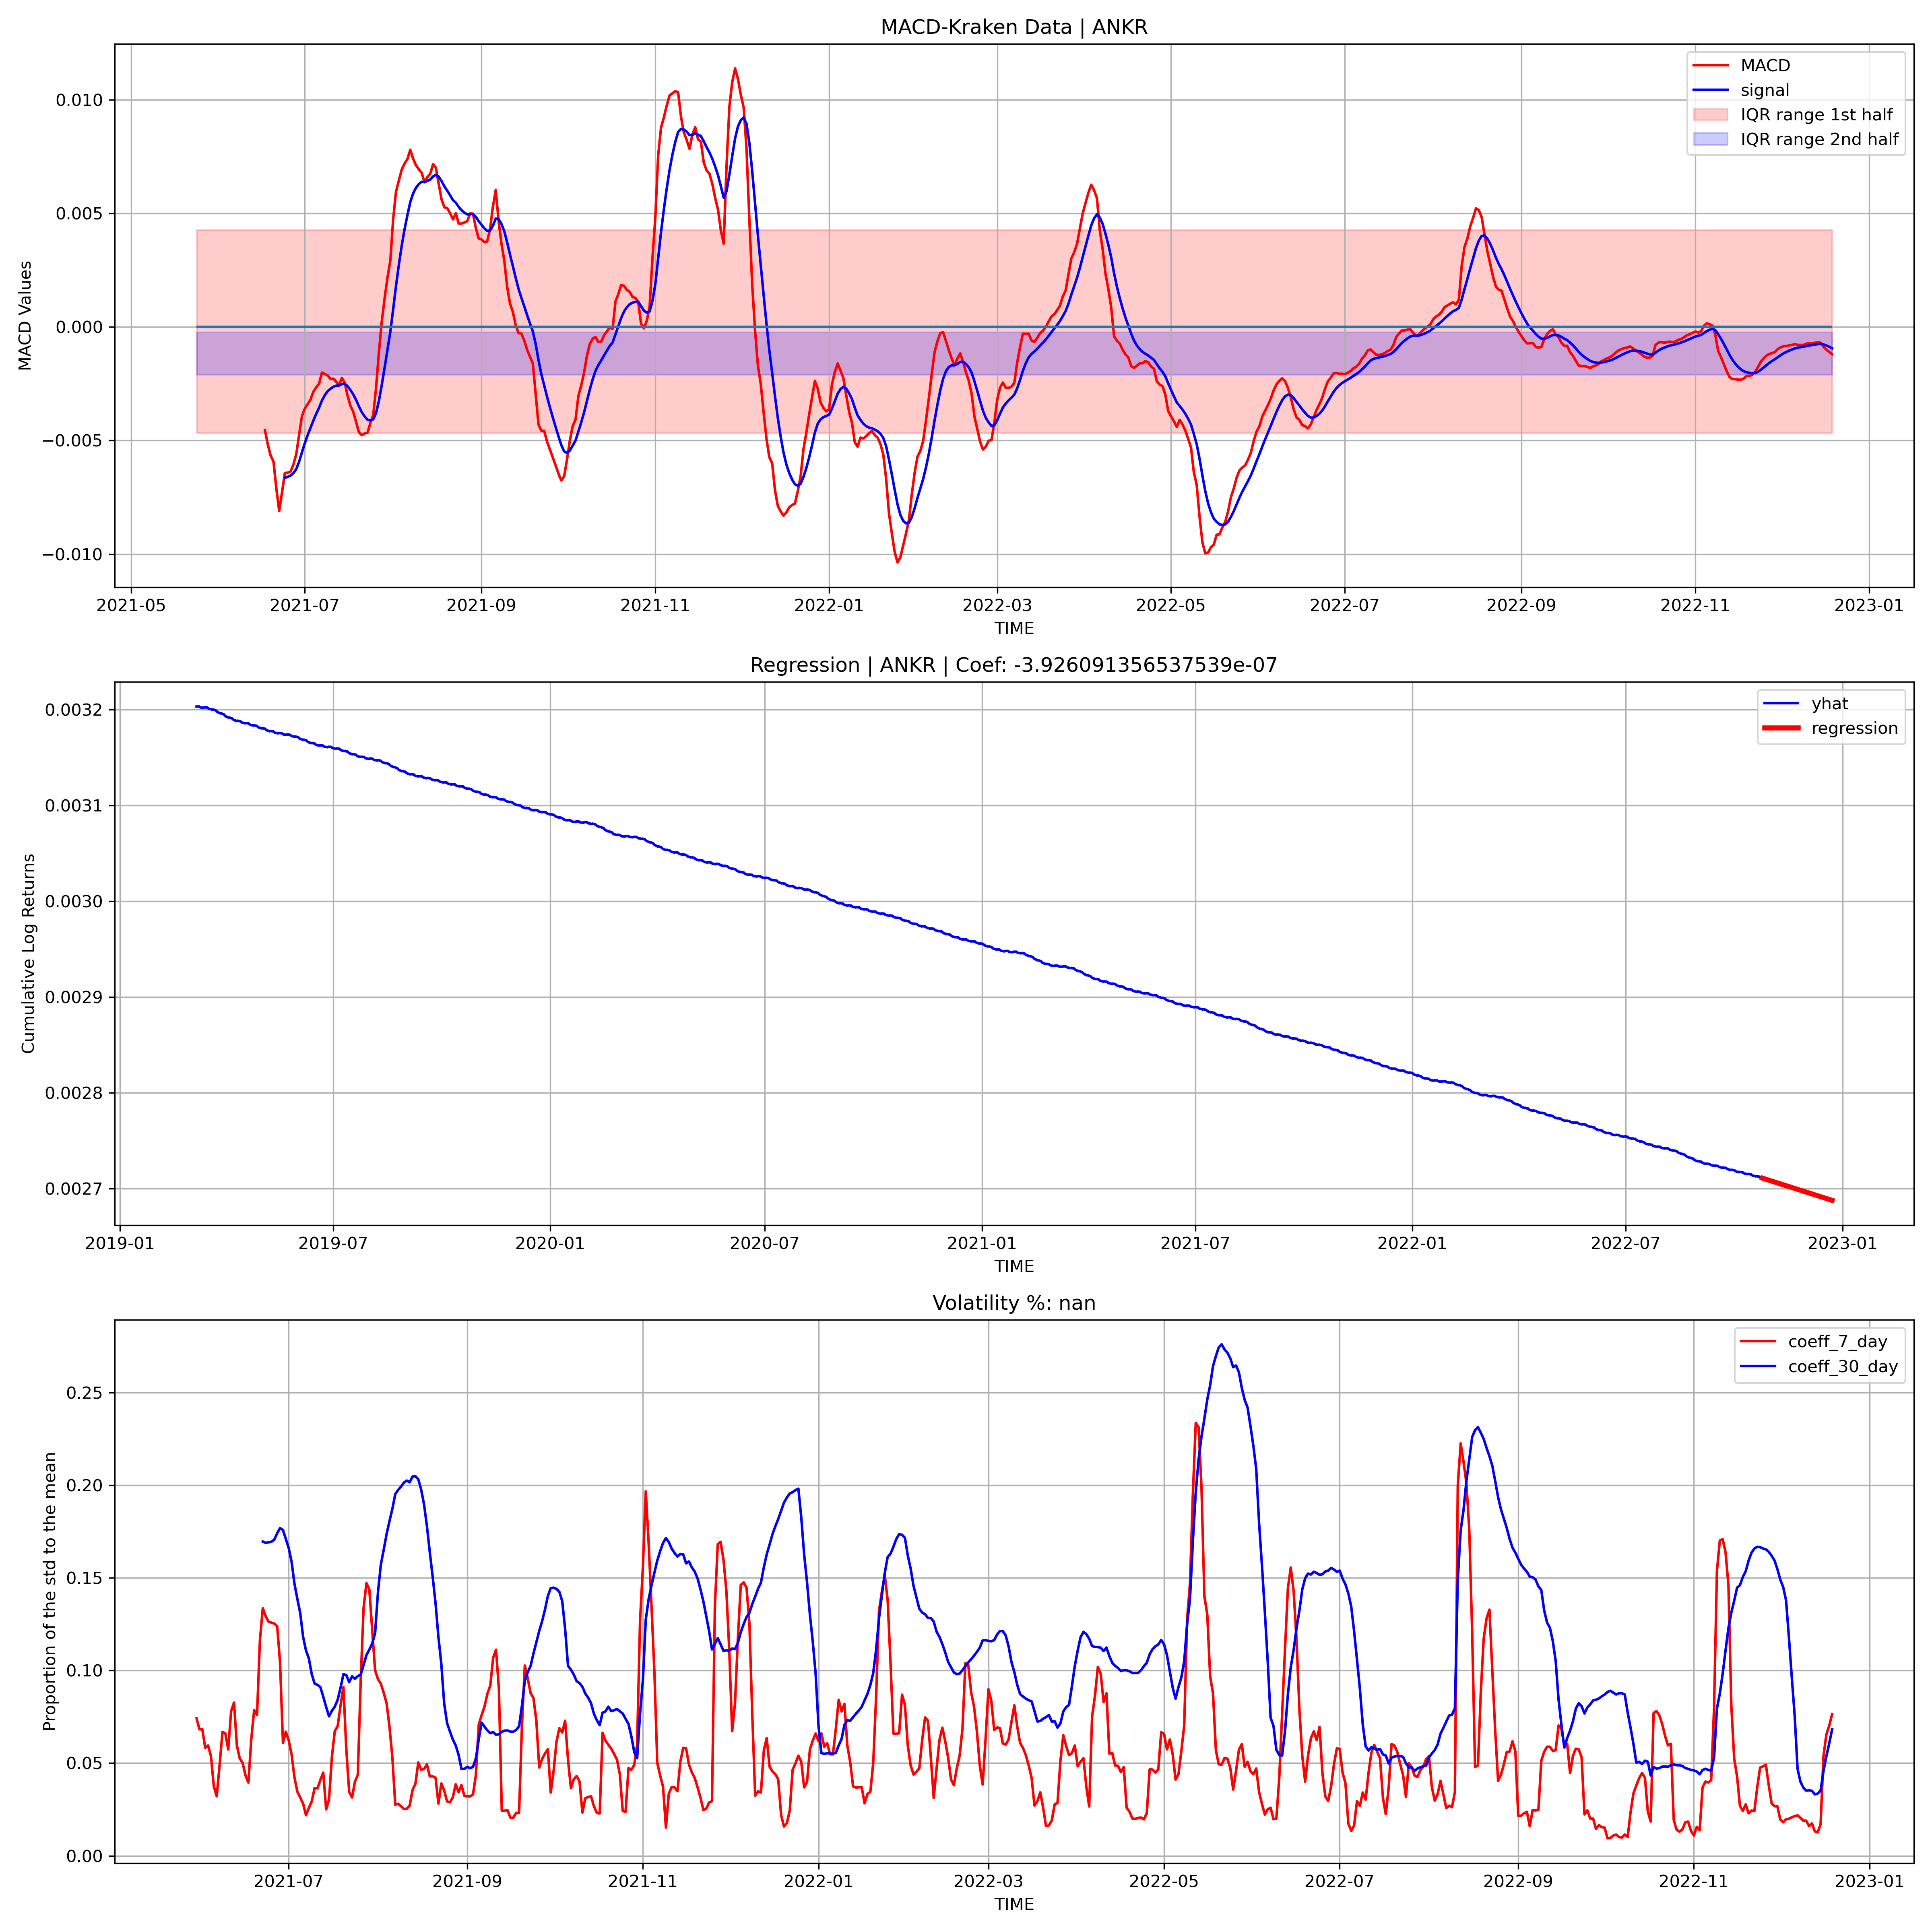 MACD-Kraken Data | ANKR
MACD
signal
IQR range 1st half
IQR range 2nd half
MACD Values
0.010
0.005
0.000
−0.005
−0.010
2021-05 2021-07 2021-09 2021-11 2022-01 2022-03 2022-05 2022-07 2022-09 2022-11 2023-01
TIME
Regression | ANKR | Coef: -3.926091356537539e-07
yhat
regression
Cumulative Log Returns
0.0032
0.0031
0.0030
0.0029
0.0028
0.0027
2019-01 2019-07 2020-01 2020-07 2021-01 2021-07 2022-01 2022-07 2023-01
TIME
Volatility %: nan
coeff_7_day
coeff_30_day
Proportion of the std to the mean
0.25
0.20
0.15
0.10
0.05
0.00
2021-07 2021-09 2021-11 2022-01 2022-03 2022-05 2022-07 2022-09 2022-11 2023-01
TIME